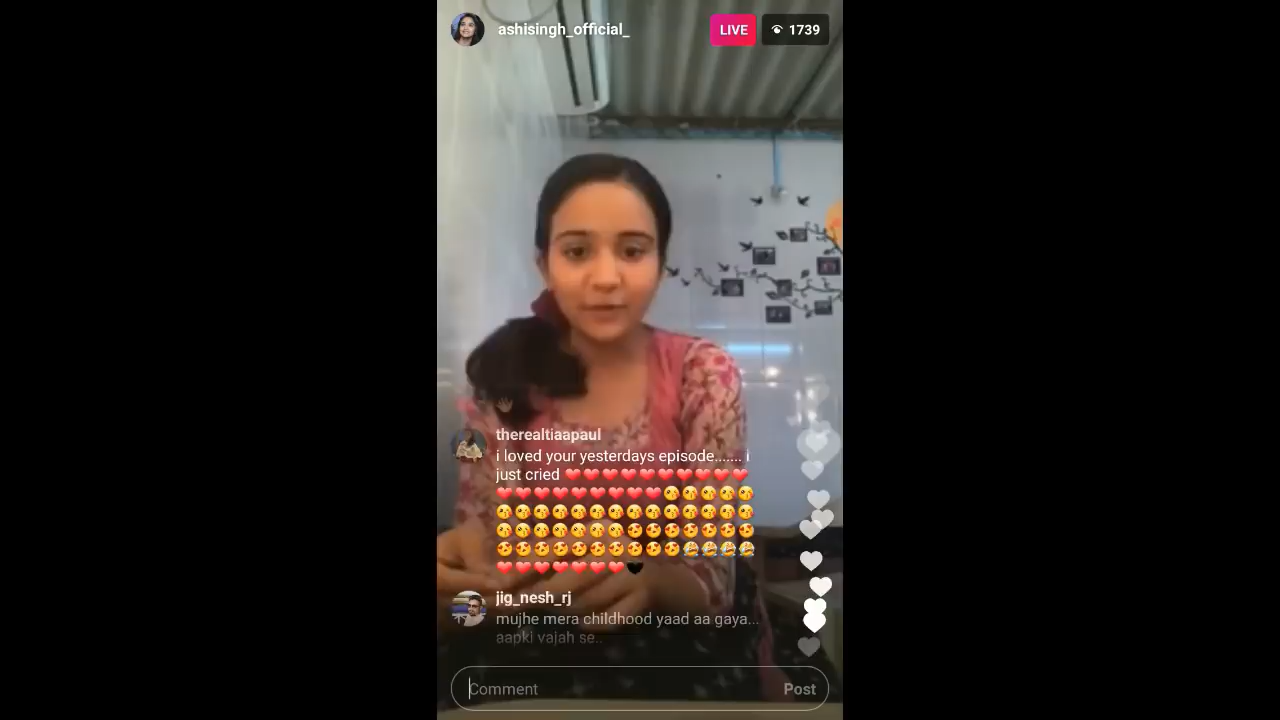 ashisingh_official_
LIVE 1739
therealtiaapaul
i loved your yesterdays episode....... i
just cried ❤️❤️❤️❤️❤️❤️❤️❤️❤️❤️
❤️❤️❤️❤️❤️❤️❤️❤️❤️😘😘😘😘😘
😘😘😘😘😘😘😘😘😘😘😘😘😘😘
😘😘😘😘😘😘😘😍😍😍😍😍😍😍
😍😍😍😍😍😍😍😍😍😍😭😭😭😭
❤️❤️❤️❤️❤️❤️❤️🖤
jig_nesh_rj
mujhe mera childhood yaad aa gaya...
aapki vajah se..
Comment Post